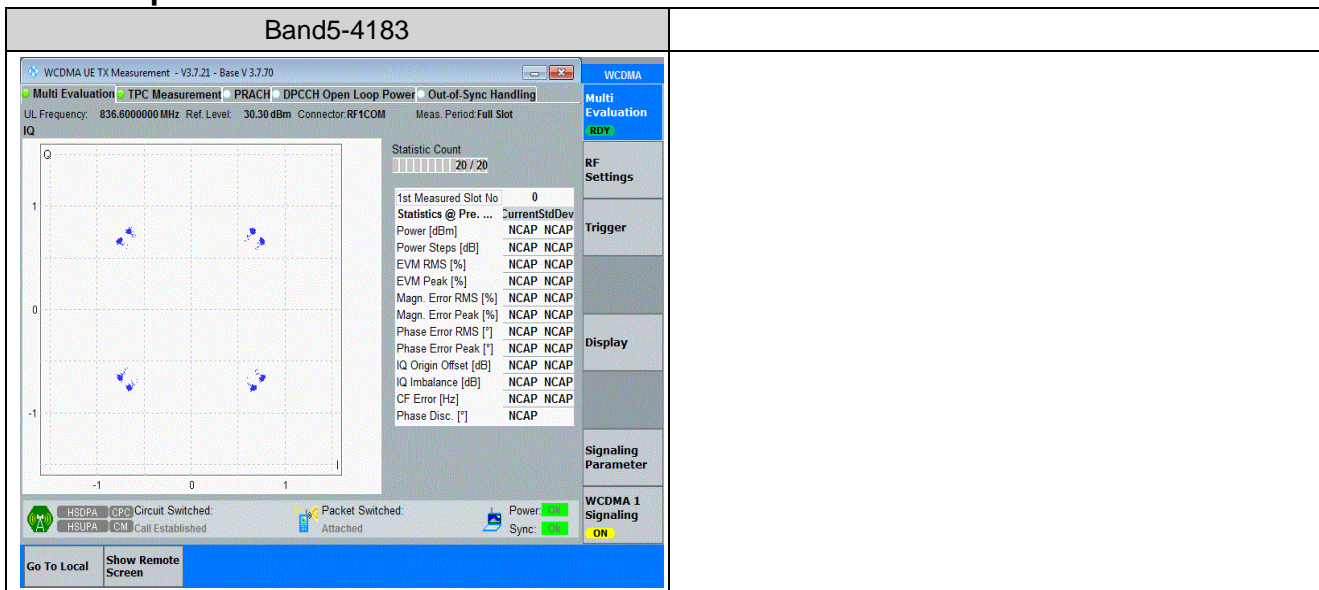 Band5-4183
WCDMA UE TX Measurement - V3.7.21 - Base V 3.7.70
WCDMA
Multi Evaluation TPC Measurement PRACH DPCCH Open Loop Power Out-of-Sync Handling
UL Frequency: 836.6000000 MHz Ref. Level: 30.30 dBm Connector: RF1COM Meas. Period: Full Slot
IQ
Q
1
0
-1
-1 0 1
I
Statistic Count
20 / 20
1st Measured Slot No 0
Statistics @ Pre. ... Current StdDev
Power [dBm] NCAP NCAP
Power Steps [dB] NCAP NCAP
EVM RMS [%] NCAP NCAP
EVM Peak [%] NCAP NCAP
Magn. Error RMS [%] NCAP NCAP
Magn. Error Peak [%] NCAP NCAP
Phase Error RMS [°] NCAP NCAP
Phase Error Peak [°] NCAP NCAP
IQ Origin Offset [dB] NCAP NCAP
IQ Imbalance [dB] NCAP NCAP
CF Error [Hz] NCAP NCAP
Phase Disc. [°] NCAP
Multi
Evaluation
RDY
RF
Settings
Trigger
Display
Signaling
Parameter
WCDMA 1
Signaling
ON
HSDPA CPC Circuit Switched: Packet Switched: Power: OK
HSUPA CM Call Established Attached Sync: OK
Go To Local
Show Remote
Screen